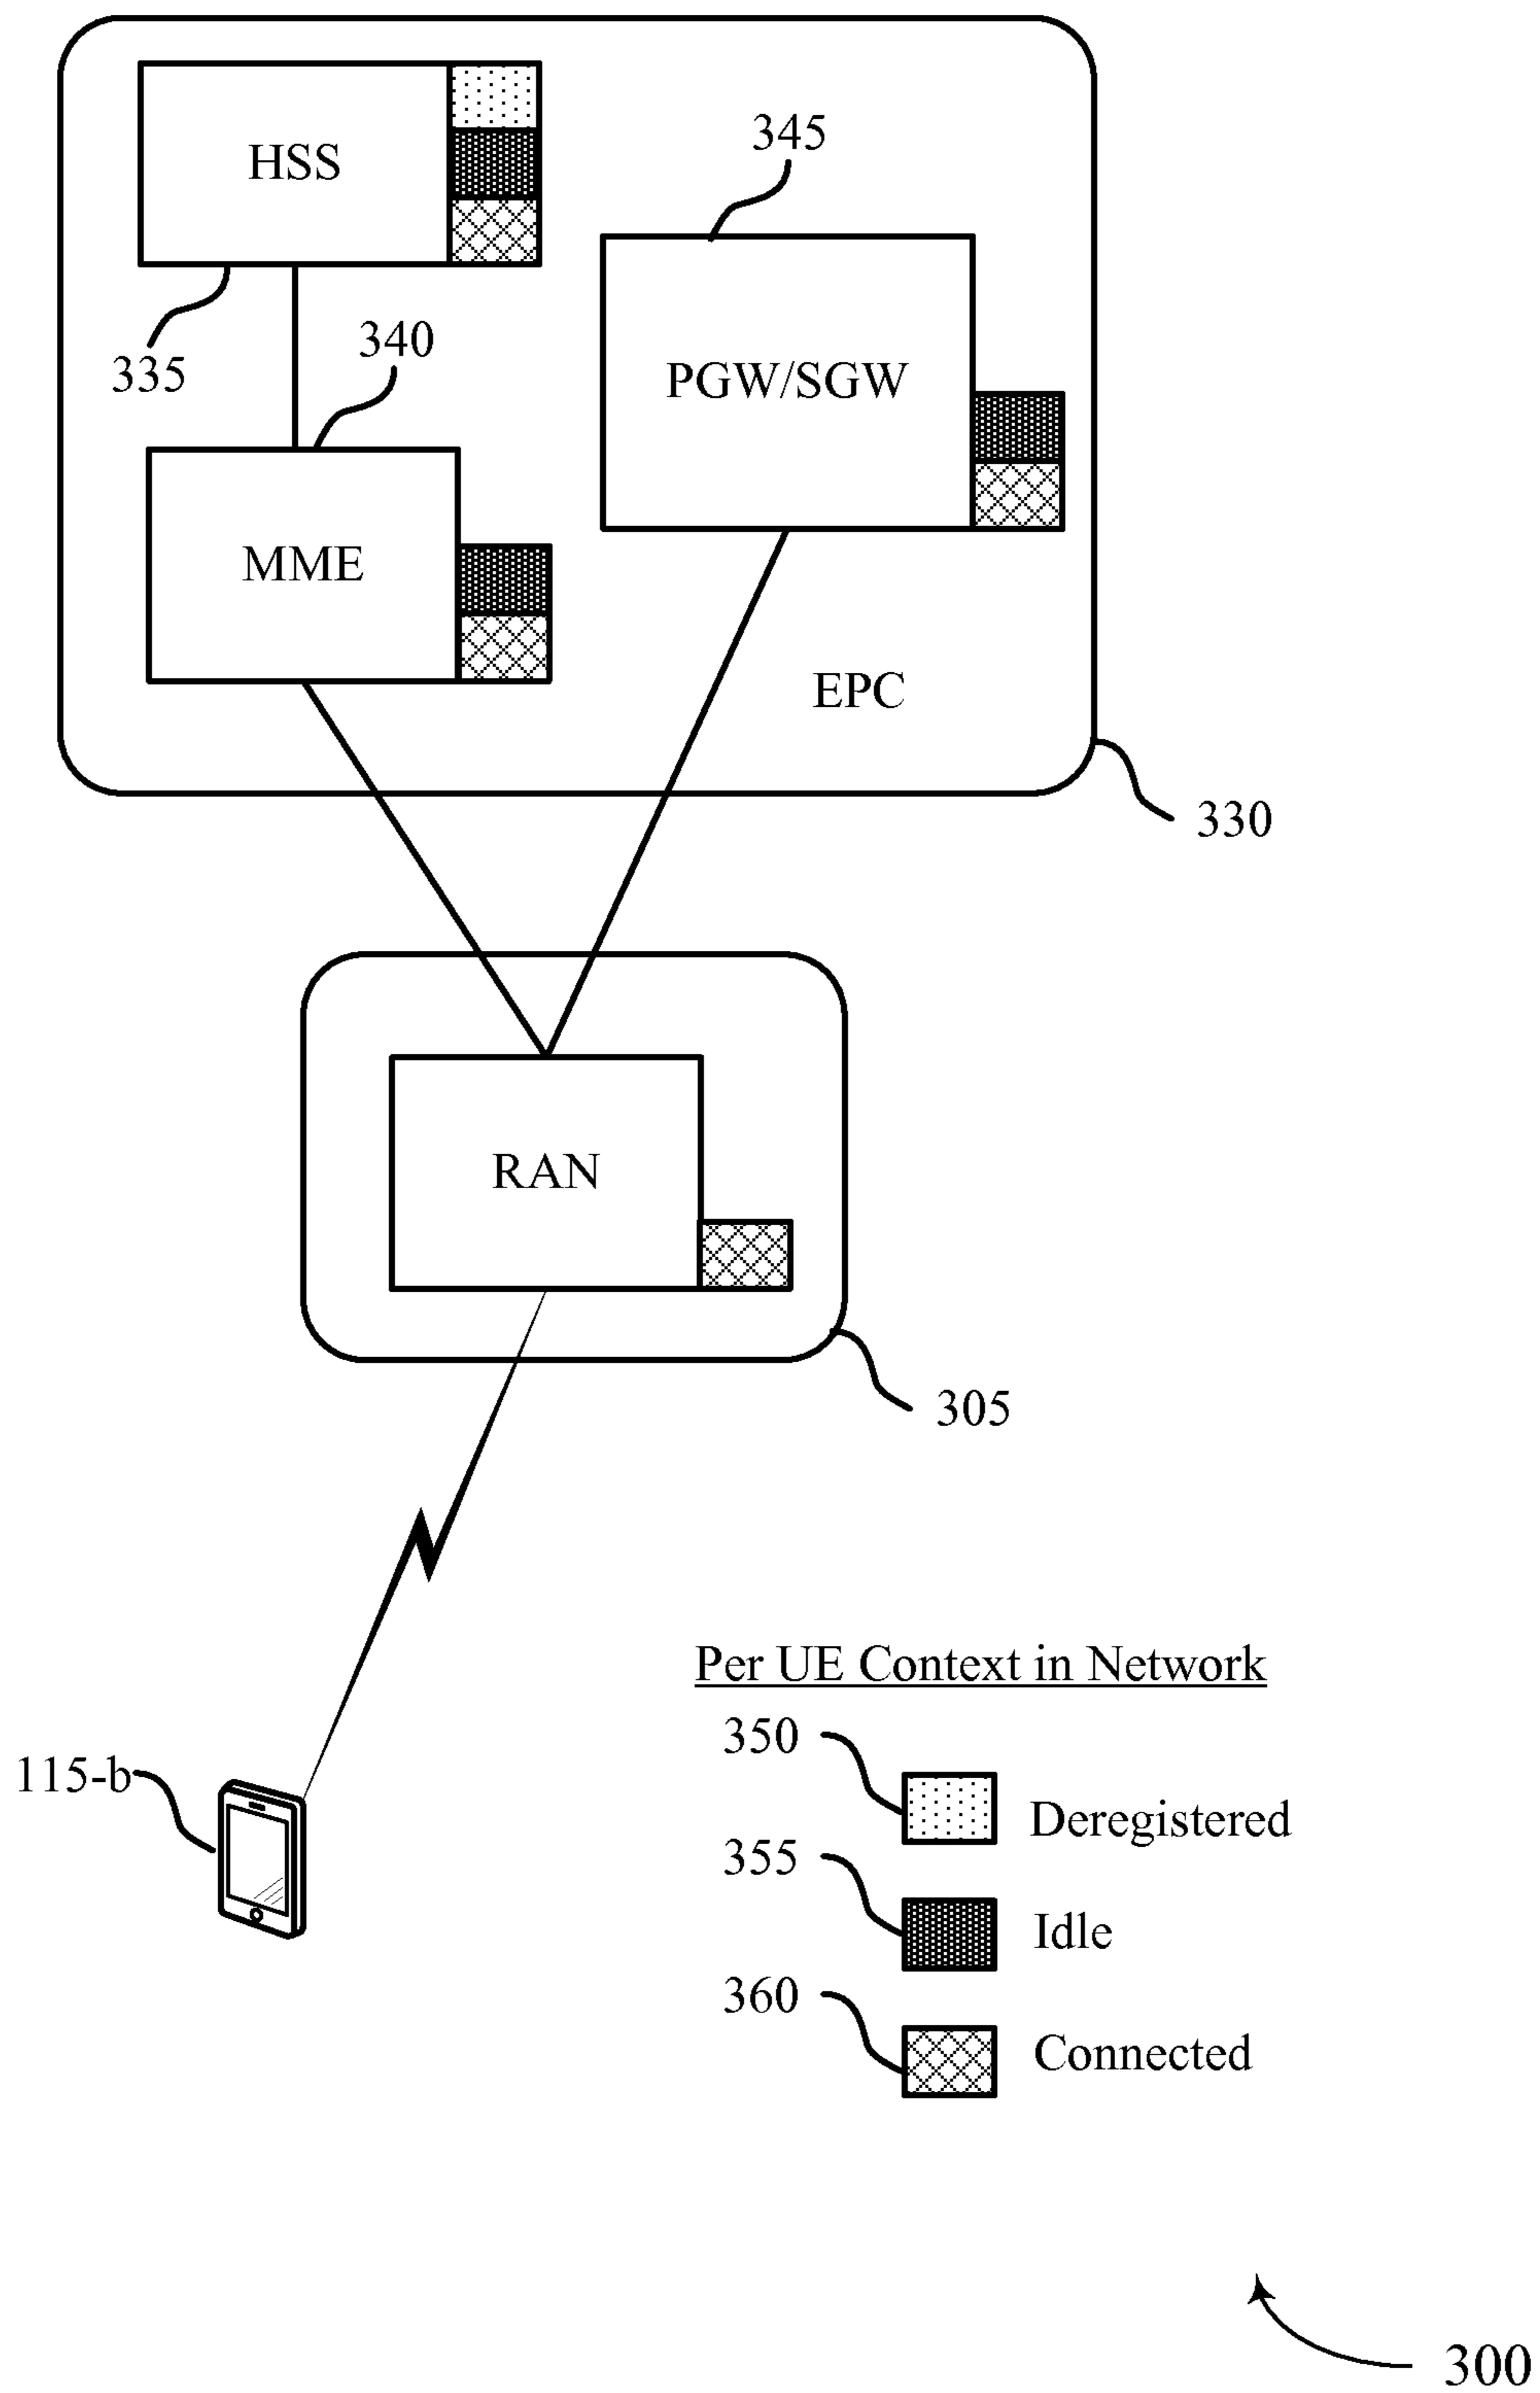 HSS
345
335
340
PGW/SGW
MME
EPC
330
RAN
305
Per UE Context in Network
115-b
350
Deregistered
355
Idle
360
Connected
300